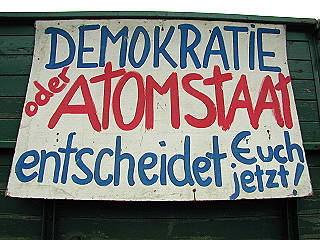 DEMOKRATIE
oder ATOMSTAAT
entscheidet Euch
jetzt!